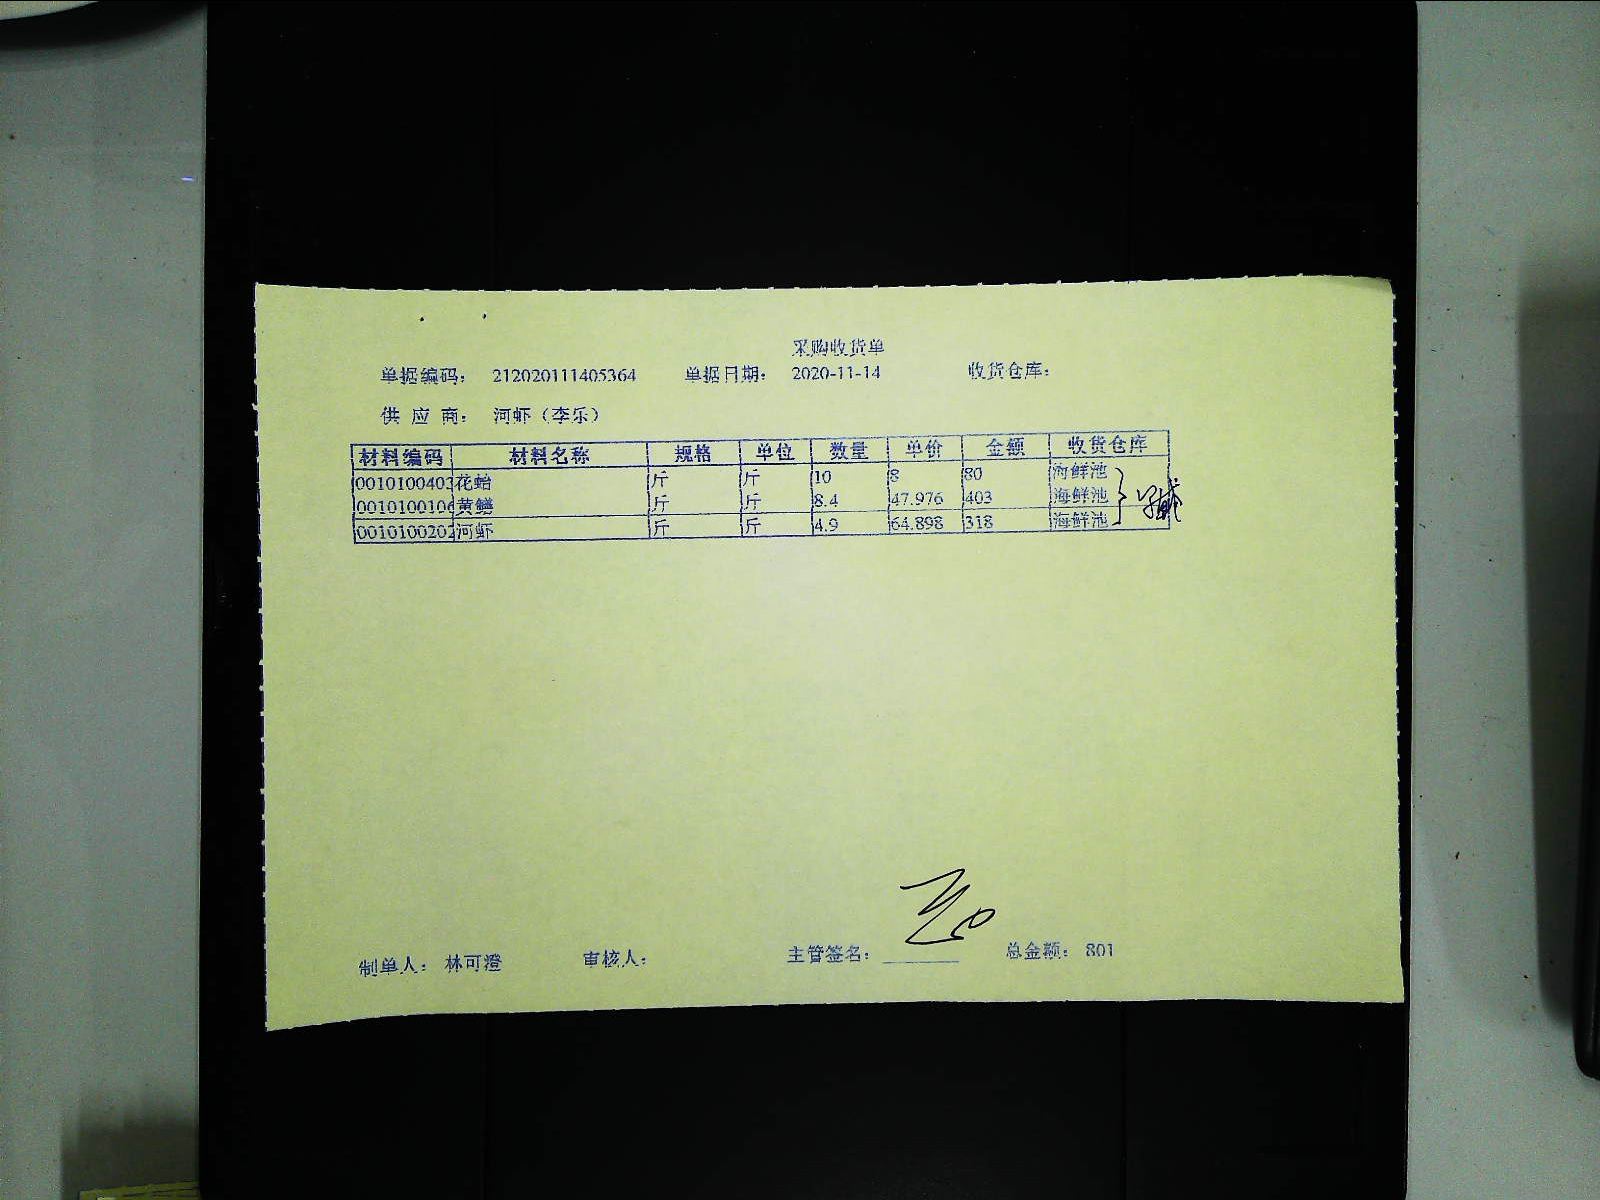 采购收货单
单据编码： 212020111405364 单据日期： 2020-11-14 收货仓库：
供 应 商： 河虾（李乐）
材料编码 材料名称 规格 单位 数量 单价 金额 收货仓库
0010100403 花蛤 斤 斤 10 8 80 海鲜池
0010100106 黄鳝 斤 斤 8.4 47.976 403 海鲜池
0010100202 河虾 斤 斤 4.9 64.898 318 海鲜池
制单人： 林可澄 审核人： 主管签名： 总金额： 801